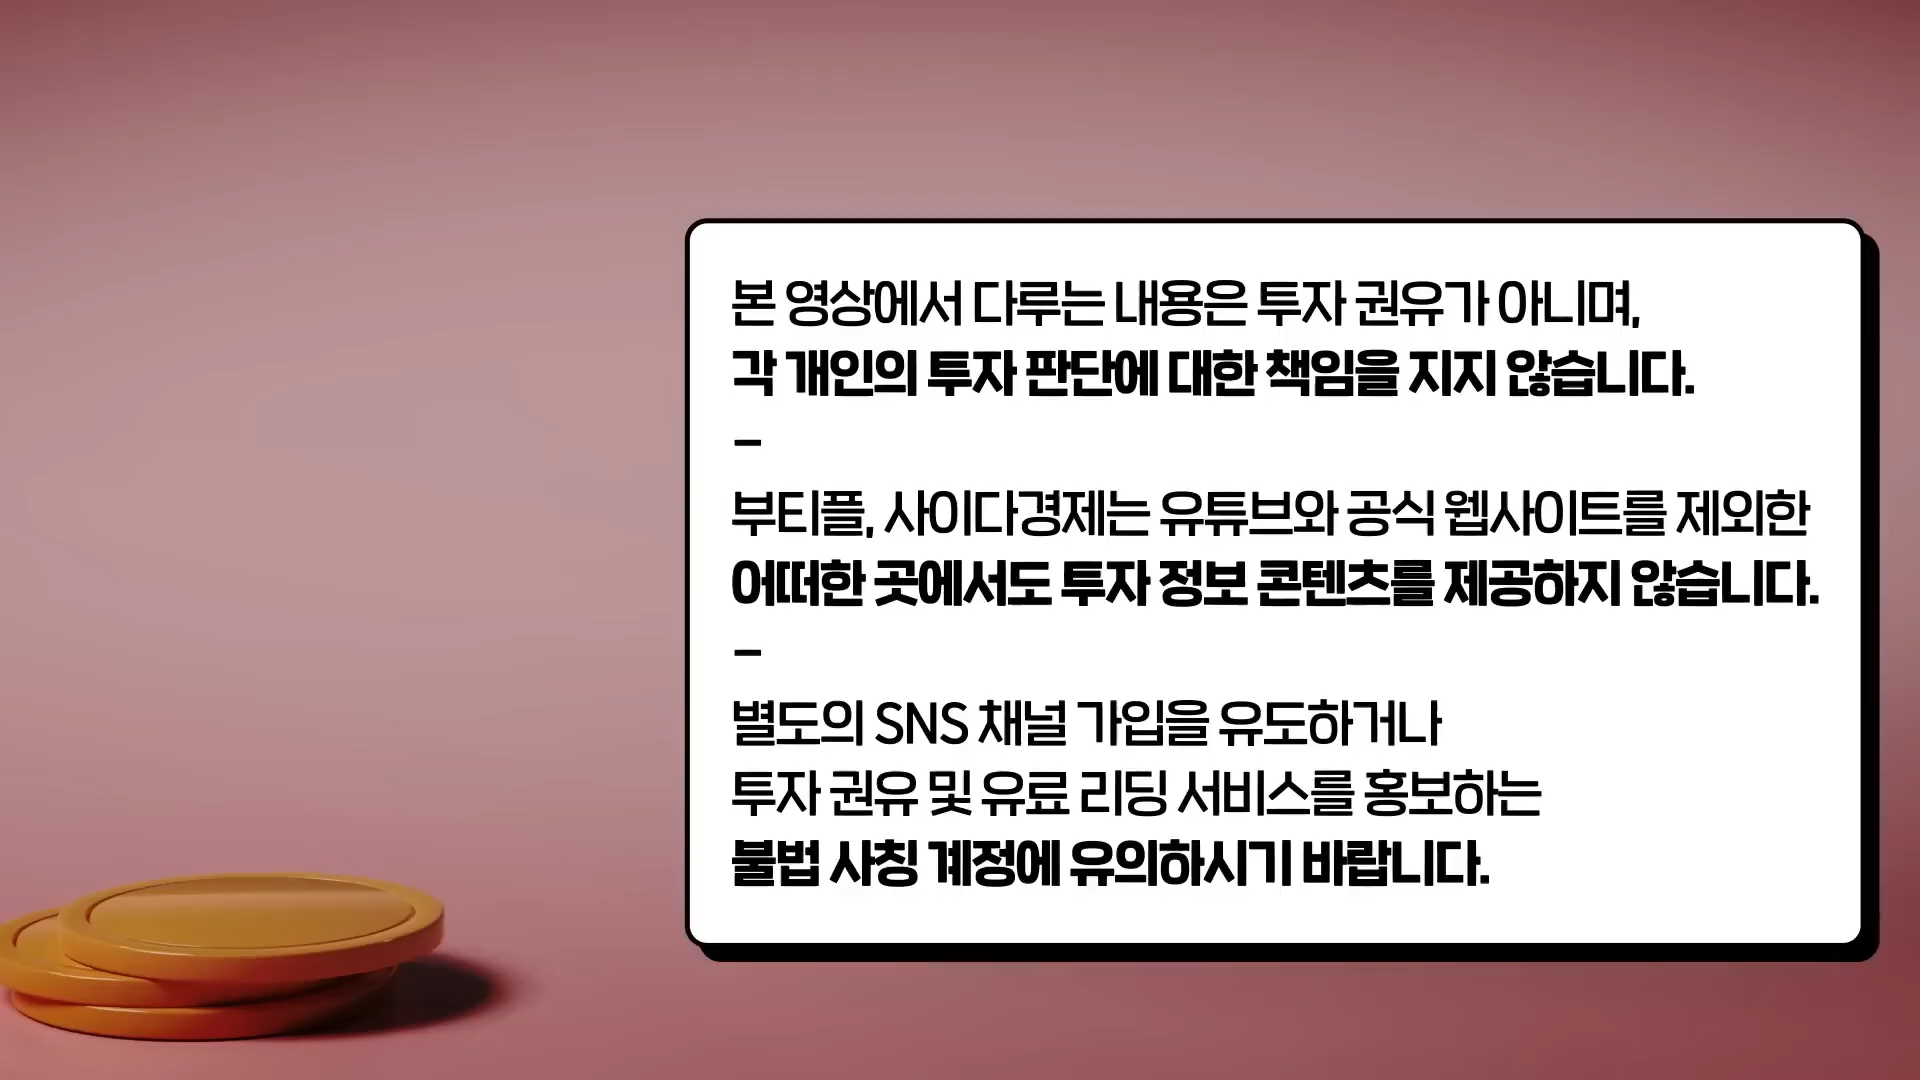 본 영상에서 다루는 내용은 투자 권유가 아니며,
각 개인의 투자 판단에 대한 책임을 지지 않습니다.
–
부티플, 사이다경제는 유튜브와 공식 웹사이트를 제외한
어떠한 곳에서도 투자 정보 콘텐츠를 제공하지 않습니다.
–
별도의 SNS 채널 가입을 유도하거나
투자 권유 및 유료 리딩 서비스를 홍보하는
불법 사칭 계정에 유의하시기 바랍니다.